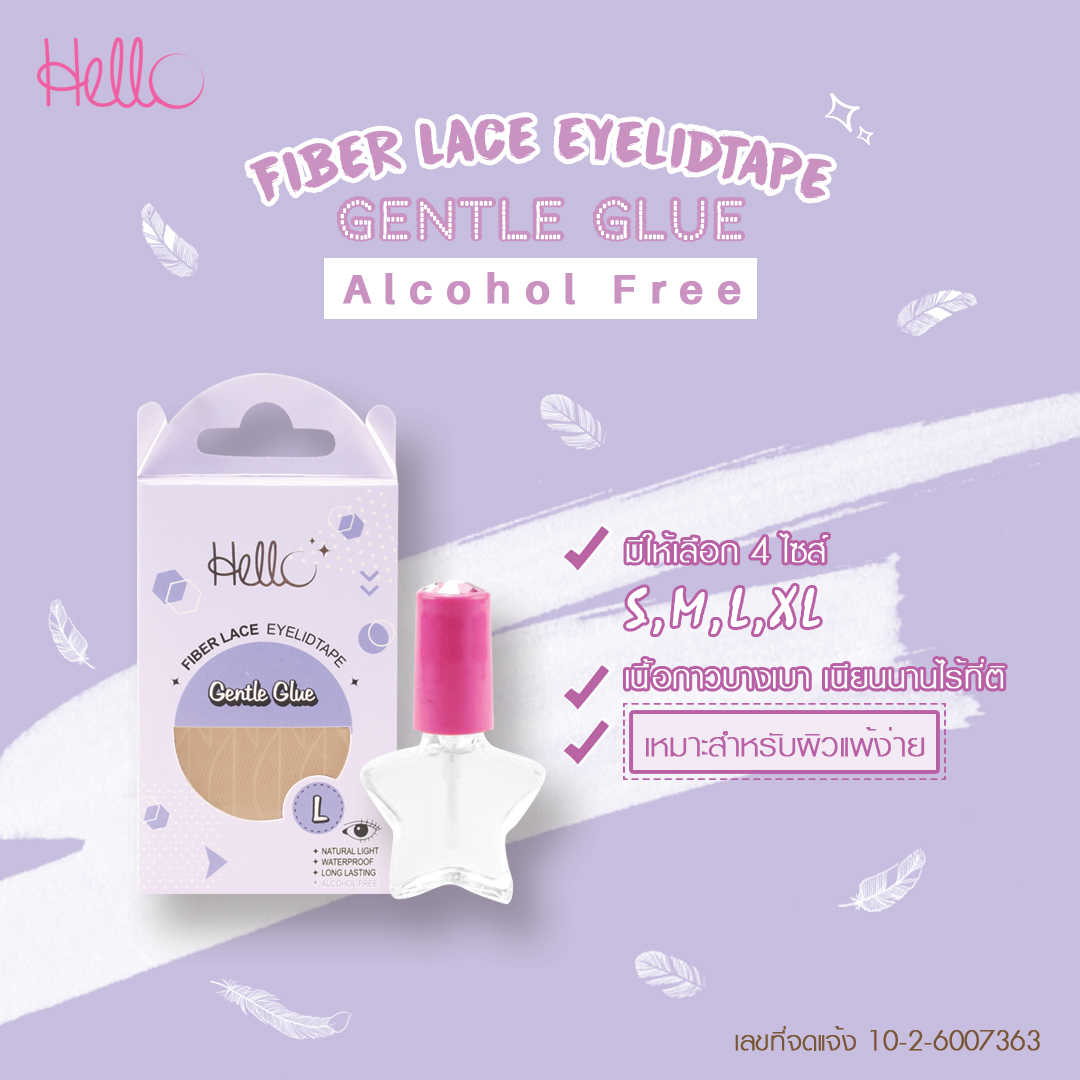 Hello
FIBER LACE EYELIDTAPE
GENTLE GLUE
Alcohol Free
Hello
FIBER LACE EYELIDTAPE
Gentle Glue
L
NATURAL LIGHT
WATERPROOF
LONG LASTING
ALCOHOL FREE
มีให้เลือก 4 ไซส์
S,M,L,XL
เนื้อกาวบางเบา เนียนนานไร้ที่ติ
เหมาะสำหรับผิวแพ้ง่าย
เลขที่จดแจ้ง 10-2-6007363